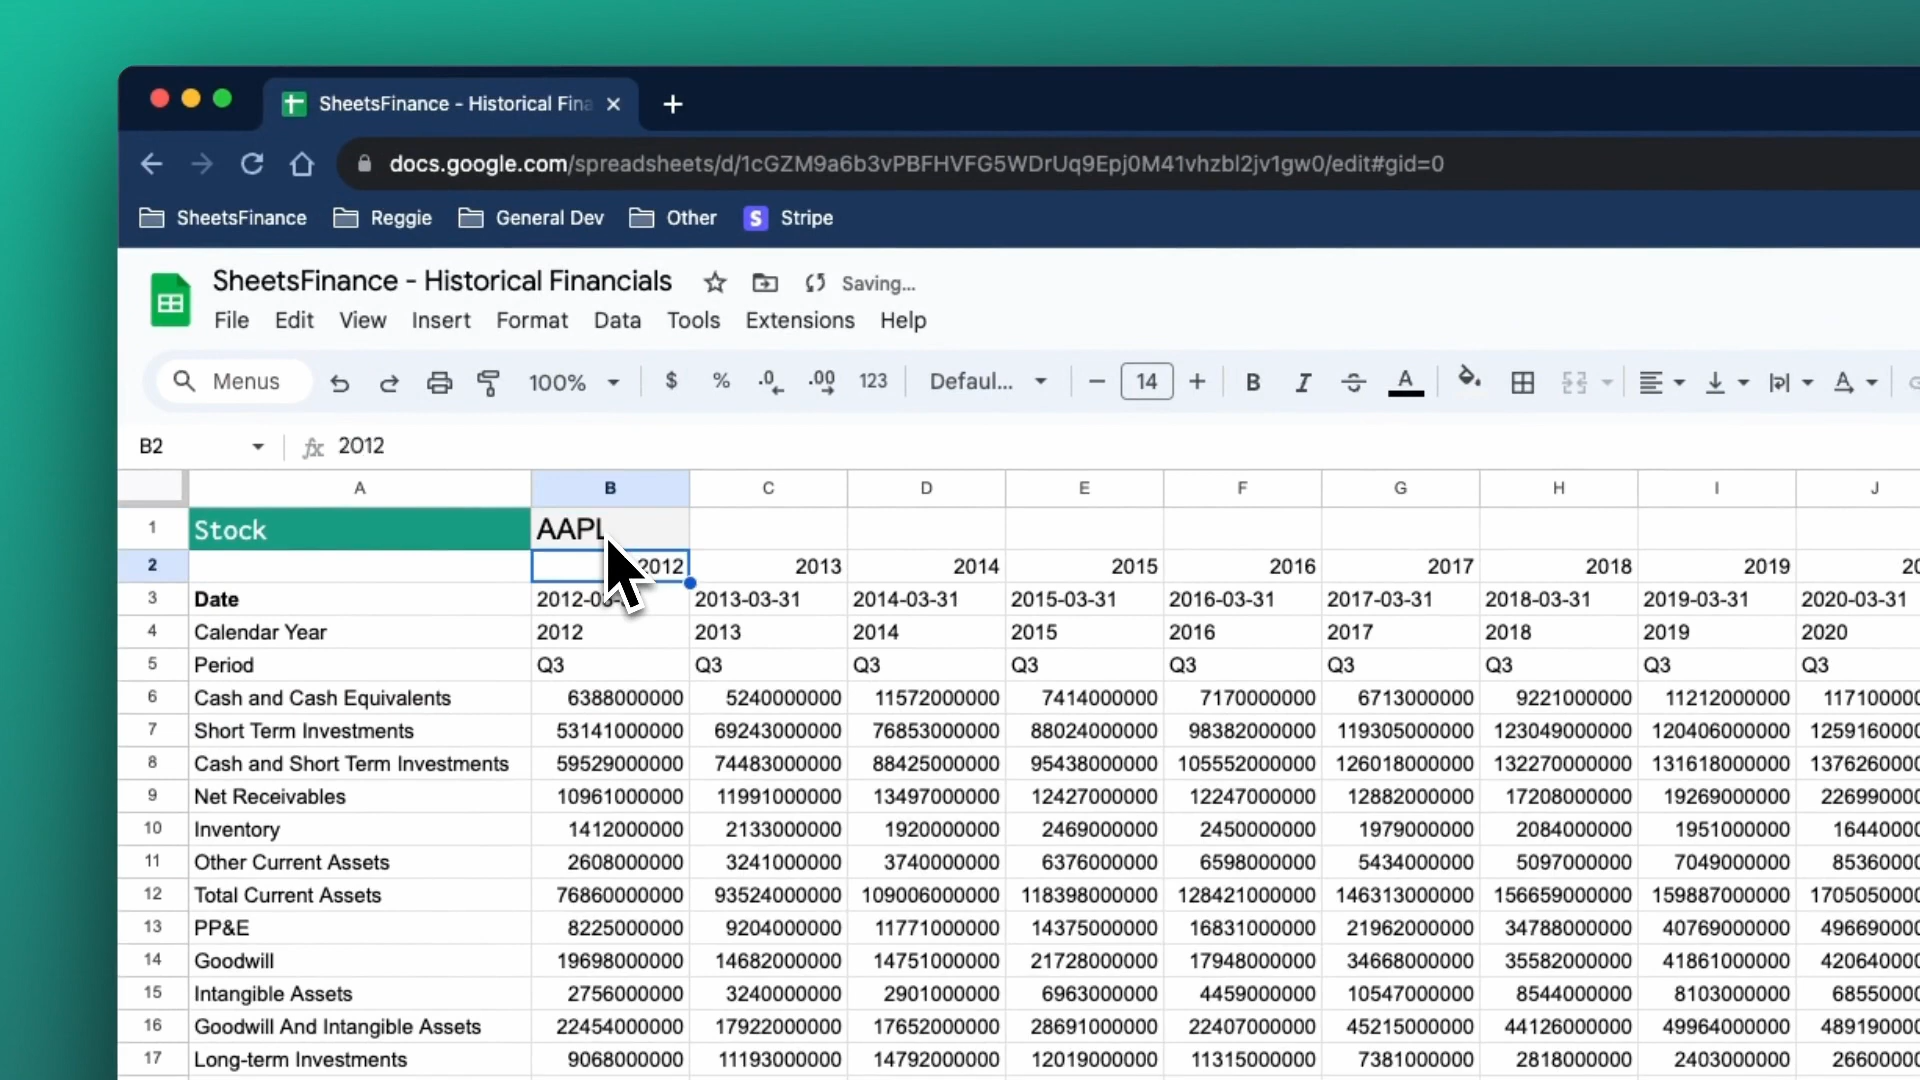 SheetsFinance - Historical Fina
docs.google.com/spreadsheets/d/1cGZM9a6b3vPBFHVFG5WDrUq9Epj0M41vhzbl2jv1gw0/edit#gid=0
SheetsFinance Reggie General Dev Other S Stripe
SheetsFinance - Historical Financials Saving...
File Edit View Insert Format Data Tools Extensions Help
Menus 100% $ % .0 .00 123 Defaul... − 14 + B I A
B2 fx 2012
A B C D E F G H I J
1 Stock AAPL
2 2012 2013 2014 2015 2016 2017 2018 2019
3 Date 2013-03-31 2014-03-31 2015-03-31 2016-03-31 2017-03-31 2018-03-31 2019-03-31 2020-03-31
4 Calendar Year 2012 2013 2014 2015 2016 2017 2018 2019 2020
5 Period Q3 Q3 Q3 Q3 Q3 Q3 Q3 Q3 Q3
6 Cash and Cash Equivalents 6388000000 5240000000 11572000000 7414000000 7170000000 6713000000 9221000000 11212000000
7 Short Term Investments 53141000000 69243000000 76853000000 88024000000 98382000000 119305000000 123049000000 120406000000
8 Cash and Short Term Investments 59529000000 74483000000 88425000000 95438000000 105552000000 126018000000 132270000000 131618000000
9 Net Receivables 10961000000 11991000000 13497000000 12427000000 12247000000 12882000000 17208000000 19269000000
10 Inventory 1412000000 2133000000 1920000000 2469000000 2450000000 1979000000 2084000000 1951000000
11 Other Current Assets 2608000000 3241000000 3740000000 6376000000 6598000000 5434000000 5097000000 7049000000
12 Total Current Assets 76860000000 93524000000 109006000000 118398000000 128421000000 146313000000 156659000000 159887000000
13 PP&E 8225000000 9204000000 11771000000 14375000000 16831000000 21962000000 34788000000 40769000000
14 Goodwill 19698000000 14682000000 14751000000 21728000000 17948000000 34668000000 35582000000 41861000000
15 Intangible Assets 2756000000 3240000000 2901000000 6963000000 4459000000 10547000000 8544000000 8103000000
16 Goodwill And Intangible Assets 22454000000 17922000000 17652000000 28691000000 22407000000 45215000000 44126000000 49964000000
17 Long-term Investments 9068000000 11193000000 14792000000 12019000000 11315000000 7381000000 2818000000 2403000000